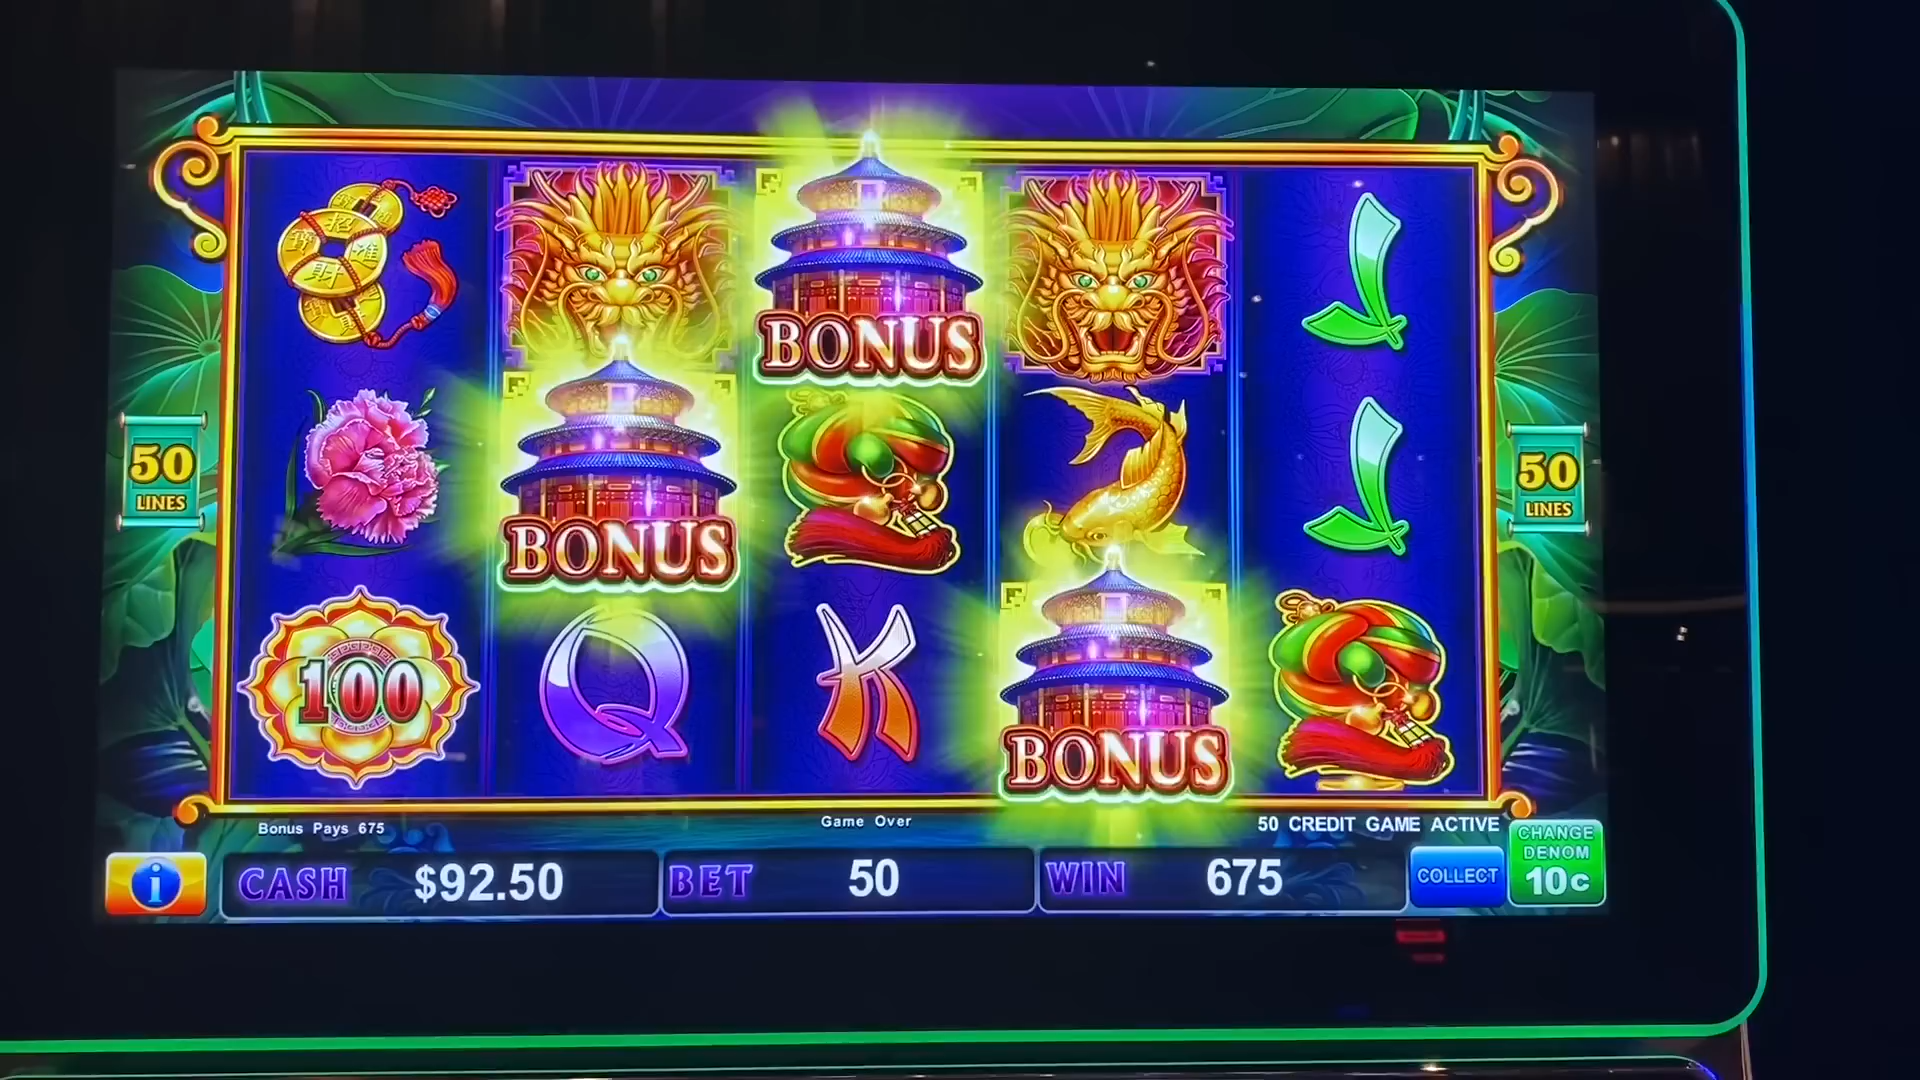 BONUS
50
LINES
BONUS
50
LINES
100
Q
K
BONUS
Bonus Pays 675
Game Over
50 CREDIT GAME ACTIVE
CHANGE
DENOM
10¢
i
CASH
$92.50
BET
50
WIN
675
COLLECT